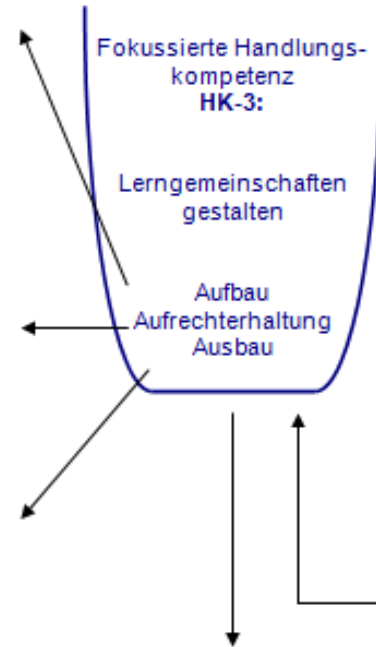 Fokussierte Handlungs-
kompetenz
HK-3:
Lerngemeinschaften
gestalten
Aufbau
Aufrechterhaltung
Ausbau